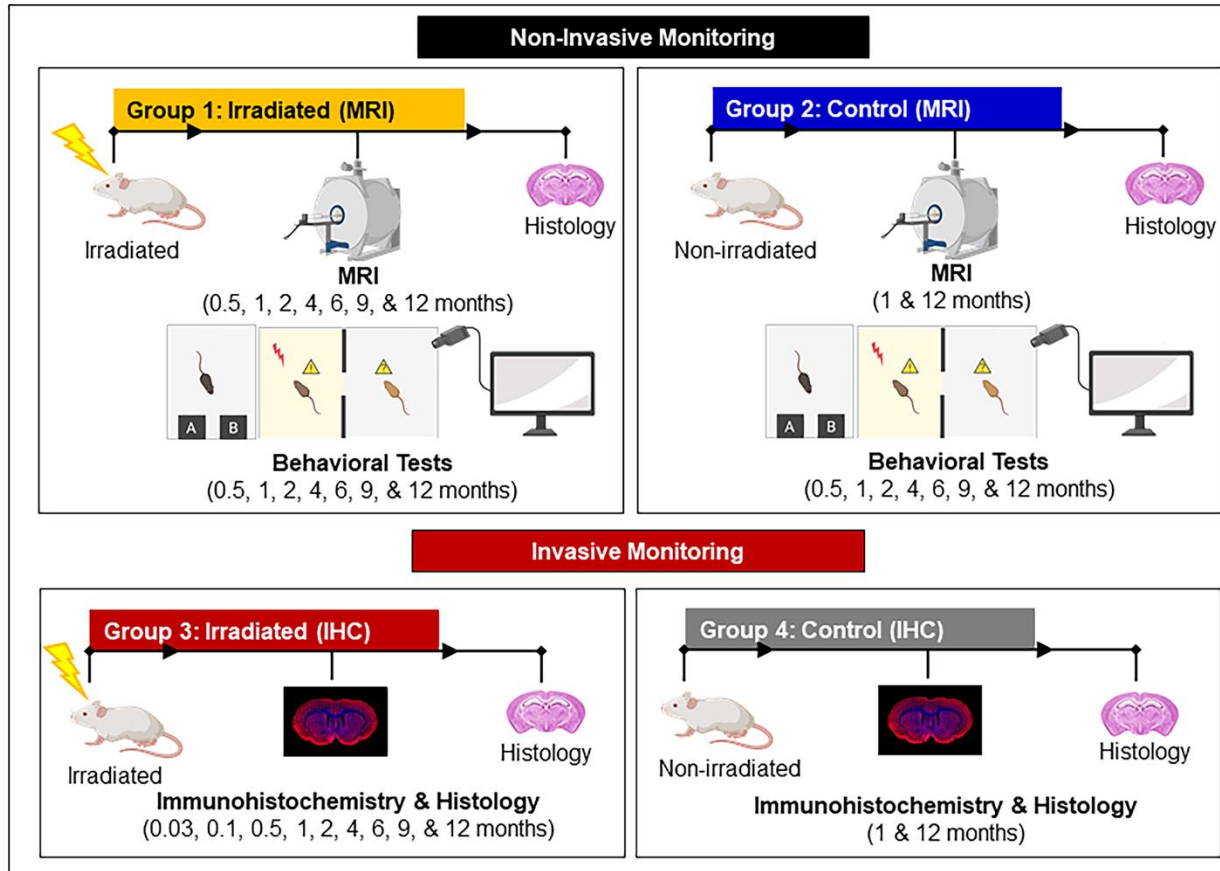 Non-Invasive Monitoring
Group 1: Irradiated (MRI)
Irradiated
Histology
MRI
(0.5, 1, 2, 4, 6, 9, & 12 months)
A B
! ?
Behavioral Tests
(0.5, 1, 2, 4, 6, 9, & 12 months)
Group 2: Control (MRI)
Non-irradiated
Histology
MRI
(1 & 12 months)
A B
! ?
Behavioral Tests
(0.5, 1, 2, 4, 6, 9, & 12 months)
Invasive Monitoring
Group 3: Irradiated (IHC)
Irradiated
Histology
Immunohistochemistry & Histology
(0.03, 0.1, 0.5, 1, 2, 4, 6, 9, & 12 months)
Group 4: Control (IHC)
Non-irradiated
Histology
Immunohistochemistry & Histology
(1 & 12 months)